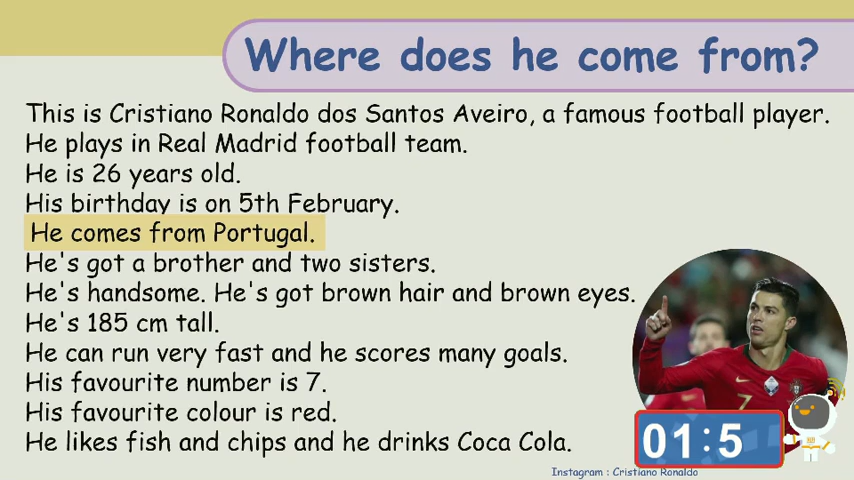 Where does he come from?
This is Cristiano Ronaldo dos Santos Aveiro, a famous football player.
He plays in Real Madrid football team.
He is 26 years old.
His birthday is on 5th February.
He comes from Portugal.
He's got a brother and two sisters.
He's handsome. He's got brown hair and brown eyes.
He's 185 cm tall.
He can run very fast and he scores many goals.
His favourite number is 7.
His favourite colour is red.
He likes fish and chips and he drinks Coca Cola.
7
01:5
Instagram : Cristiano Ronaldo